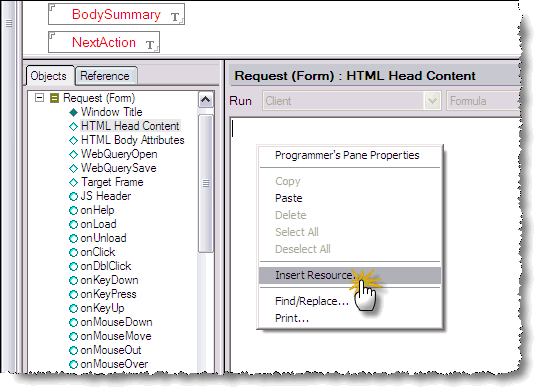 BodySummary T
NextAction T
Objects Reference
Request (Form)
Window Title
HTML Head Content
HTML Body Attributes
WebQueryOpen
WebQuerySave
Target Frame
JS Header
onHelp
onLoad
onUnload
onClick
onDblClick
onKeyDown
onKeyPress
onKeyUp
onMouseDown
onMouseMove
onMouseOut
onMouseOver
Request (Form) : HTML Head Content
Run Client Formula
Programmer's Pane Properties
Copy
Paste
Delete
Select All
Deselect All
Insert Resource...
Find/Replace...
Print...